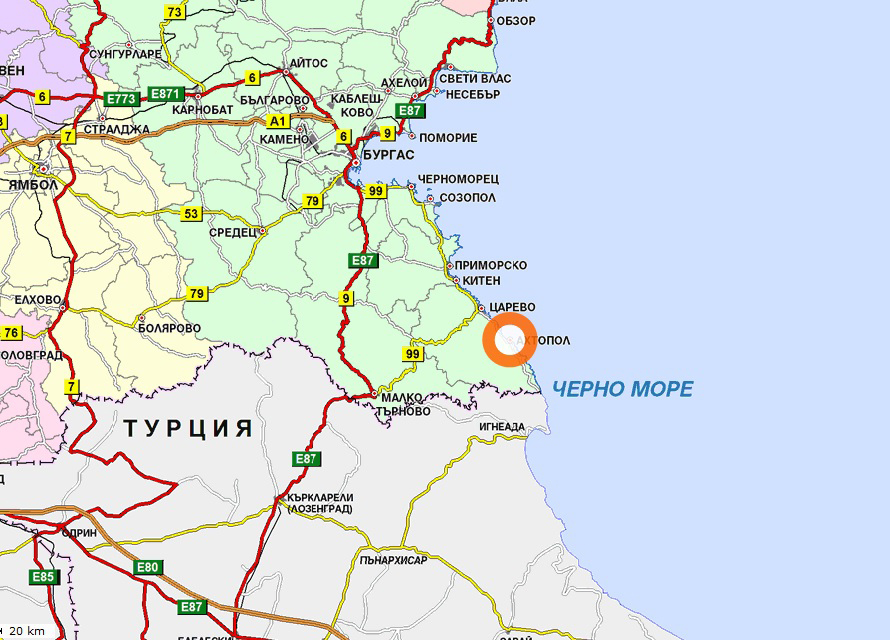 73
ОБЗОР
СУНГУРЛАРЕ
АЙТОС
6
АХЕЛОЙ
СВЕТИ ВЛАС
НЕСЕБЪР
ВЕН
6
E773
E871
КАРНОБАТ
БЪЛГАРОВО
КАБЛЕШ
КОВО
E87
СТРАЛДЖА
A1
7
КАМЕНО
6
9
ПОМОРИЕ
БУРГАС
ЯМБОЛ
ЧЕРНОМОРЕЦ
99
СОЗОПОЛ
79
53
СРЕДЕЦ
E87
ПРИМОРСКО
КИТЕН
79
9
ЕЛХОВО
ЦАРЕВО
76
БОЛЯРОВО
АХТОПОЛ
ОЛОВГРАД
99
7
ЧЕРНО МОРЕ
МАЛКО
ТЪРНОВО
ТУРЦИЯ
ИГНЕАДА
E87
КЪРКЛАРЕЛИ
(ЛОЗЕНГРАД)
ОДРИН
ПЪНАРХИСАР
E80
E85
E87
20 km